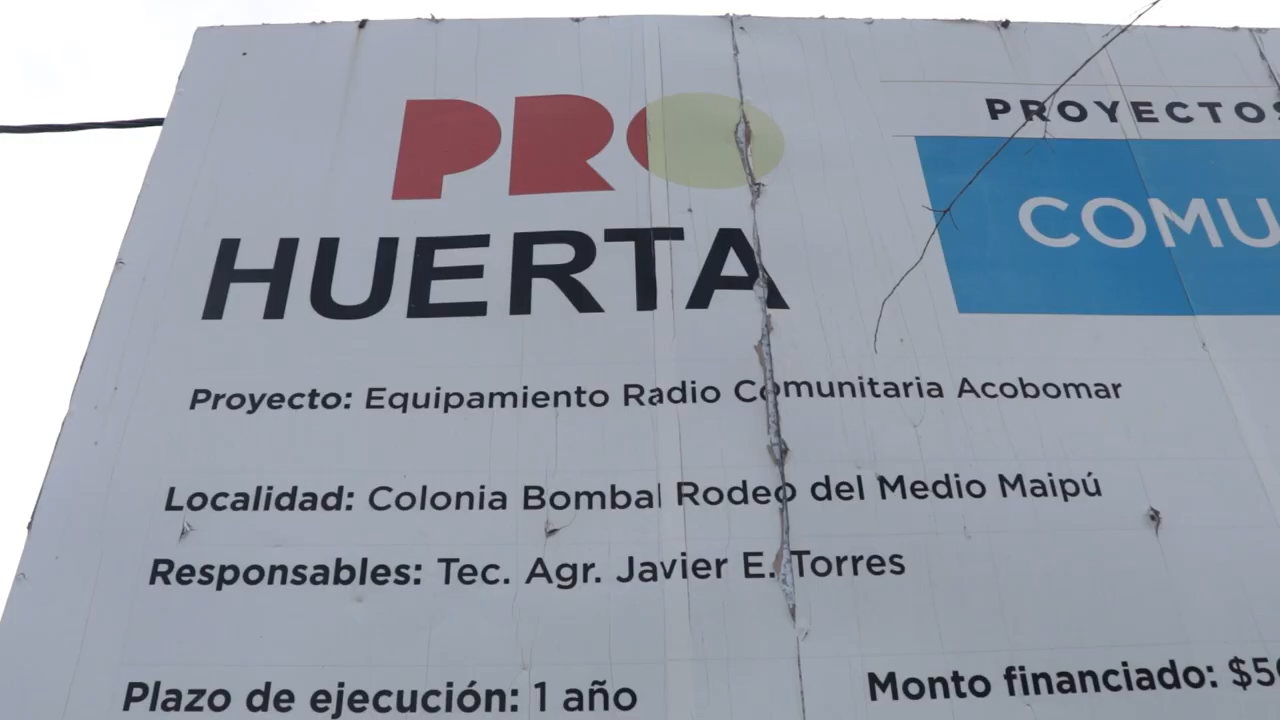 PRO
HUERTA
PROYECTOS
COMU
Proyecto: Equipamiento Radio Comunitaria Acobomar
Localidad: Colonia Bombal Rodeo del Medio Maipú
Responsables: Tec. Agr. Javier E. Torres
Plazo de ejecución: 1 año
Monto financiado: $5